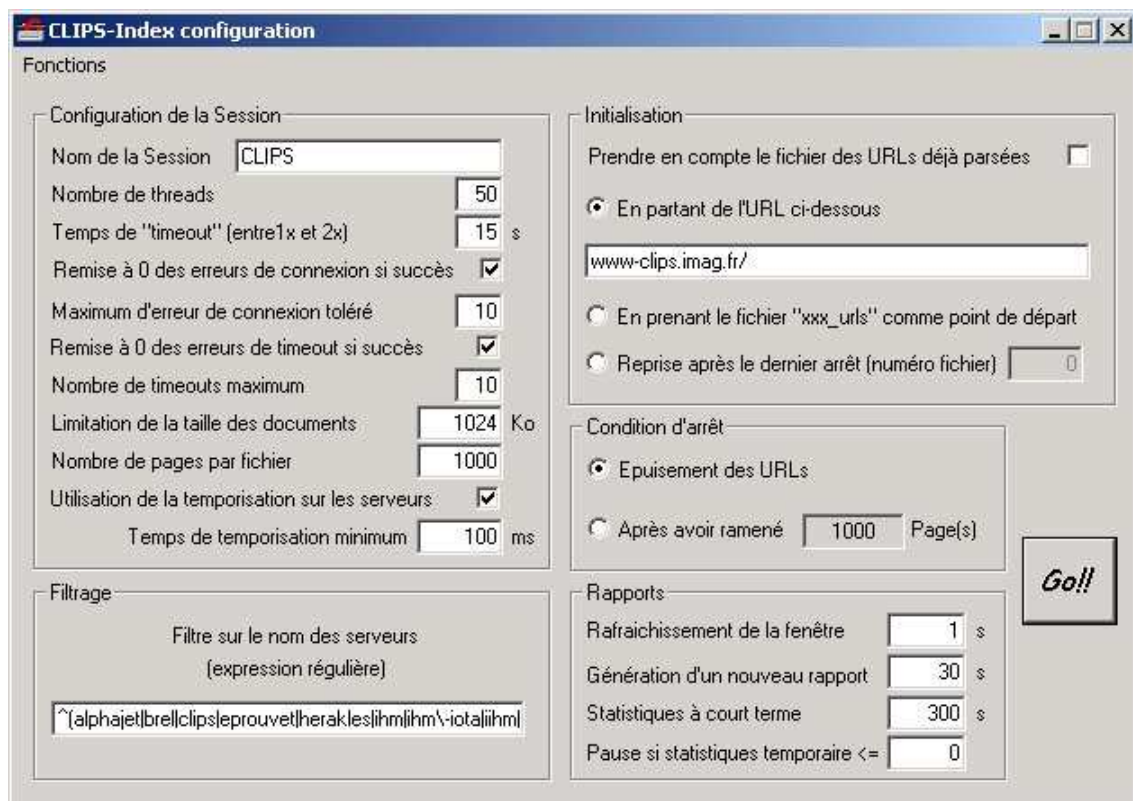 CLIPS-Index configuration
Fonctions
Configuration de la Session
Nom de la Session CLIPS
Nombre de threads 50
Temps de "timeout" (entre1x et 2x) 15 s
Remise à 0 des erreurs de connexion si succès
Maximum d'erreur de connexion toléré 10
Remise à 0 des erreurs de timeout si succès
Nombre de timeouts maximum 10
Limitation de la taille des documents 1024 Ko
Nombre de pages par fichier 1000
Utilisation de la temporisation sur les serveurs
Temps de temporisation minimum 100 ms
Filtrage
Filtre sur le nom des serveurs
(expression régulière)
^(alphajet|brel|clips|eprouvet|herakles|ihm|ihm\-iota|iihm|
Initialisation
Prendre en compte le fichier des URLs déjà parsées
En partant de l'URL ci-dessous
www-clips.imag.fr/
En prenant le fichier "xxx_urls" comme point de départ
Reprise après le dernier arrêt (numéro fichier) 0
Condition d'arrêt
Epuisement des URLs
Après avoir ramené 1000 Page(s)
Go!!
Rapports
Rafraichissement de la fenêtre 1 s
Génération d'un nouveau rapport 30 s
Statistiques à court terme 300 s
Pause si statistiques temporaire <= 0